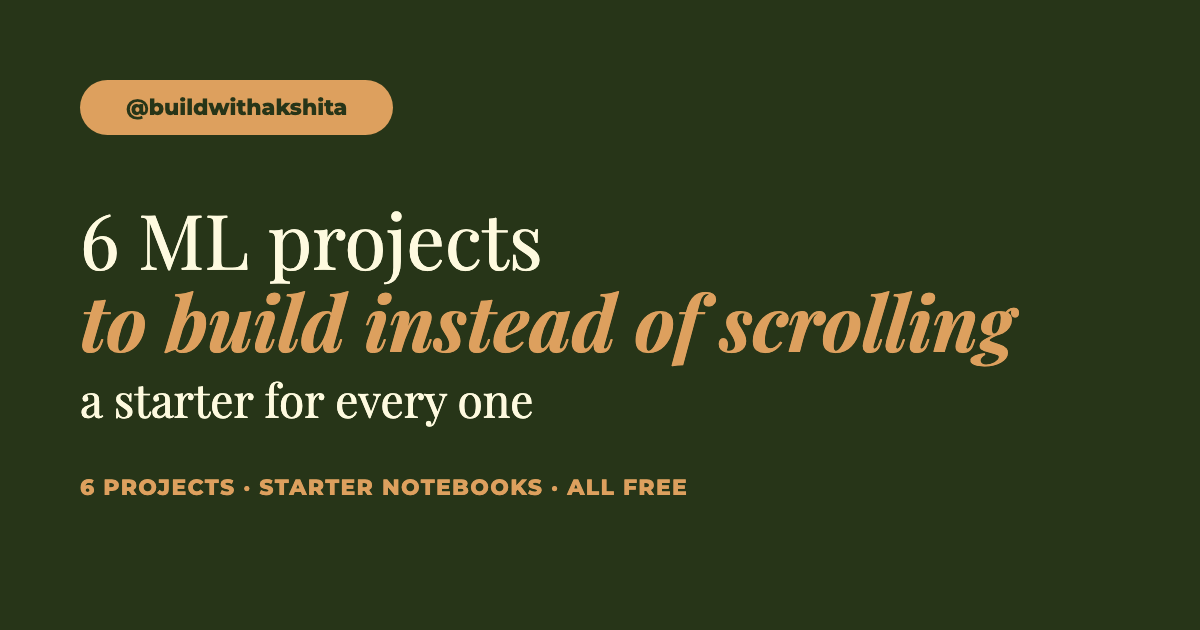 @buildwithakshita
6 ML projects
to build instead of scrolling
a starter for every one
6 PROJECTS · STARTER NOTEBOOKS · ALL FREE